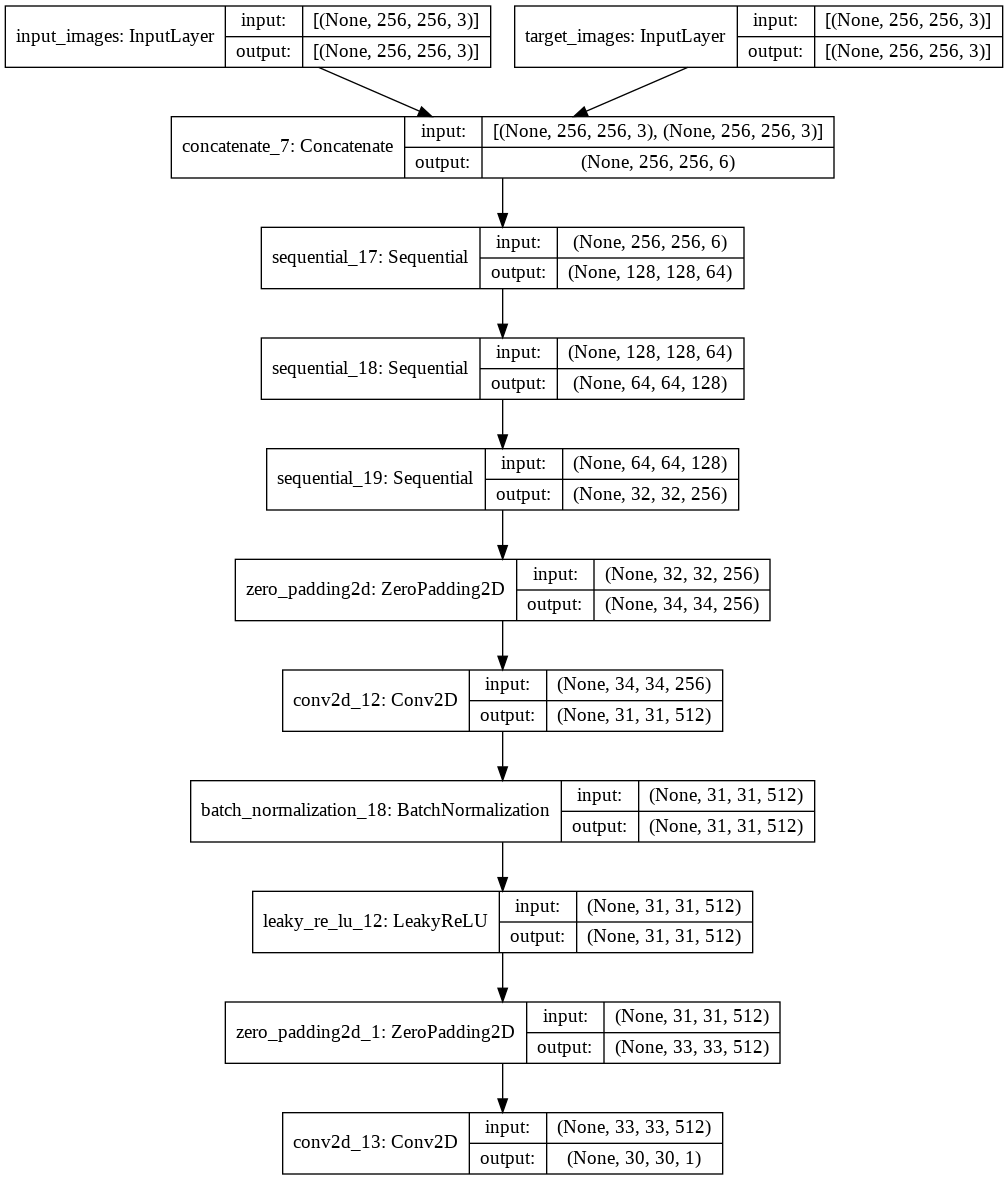 input_images: InputLayer
input: [(None, 256, 256, 3)]
output: [(None, 256, 256, 3)]
target_images: InputLayer
input: [(None, 256, 256, 3)]
output: [(None, 256, 256, 3)]
concatenate_7: Concatenate
input: [(None, 256, 256, 3), (None, 256, 256, 3)]
output: (None, 256, 256, 6)
sequential_17: Sequential
input: (None, 256, 256, 6)
output: (None, 128, 128, 64)
sequential_18: Sequential
input: (None, 128, 128, 64)
output: (None, 64, 64, 128)
sequential_19: Sequential
input: (None, 64, 64, 128)
output: (None, 32, 32, 256)
zero_padding2d: ZeroPadding2D
input: (None, 32, 32, 256)
output: (None, 34, 34, 256)
conv2d_12: Conv2D
input: (None, 34, 34, 256)
output: (None, 31, 31, 512)
batch_normalization_18: BatchNormalization
input: (None, 31, 31, 512)
output: (None, 31, 31, 512)
leaky_re_lu_12: LeakyReLU
input: (None, 31, 31, 512)
output: (None, 31, 31, 512)
zero_padding2d_1: ZeroPadding2D
input: (None, 31, 31, 512)
output: (None, 33, 33, 512)
conv2d_13: Conv2D
input: (None, 33, 33, 512)
output: (None, 30, 30, 1)